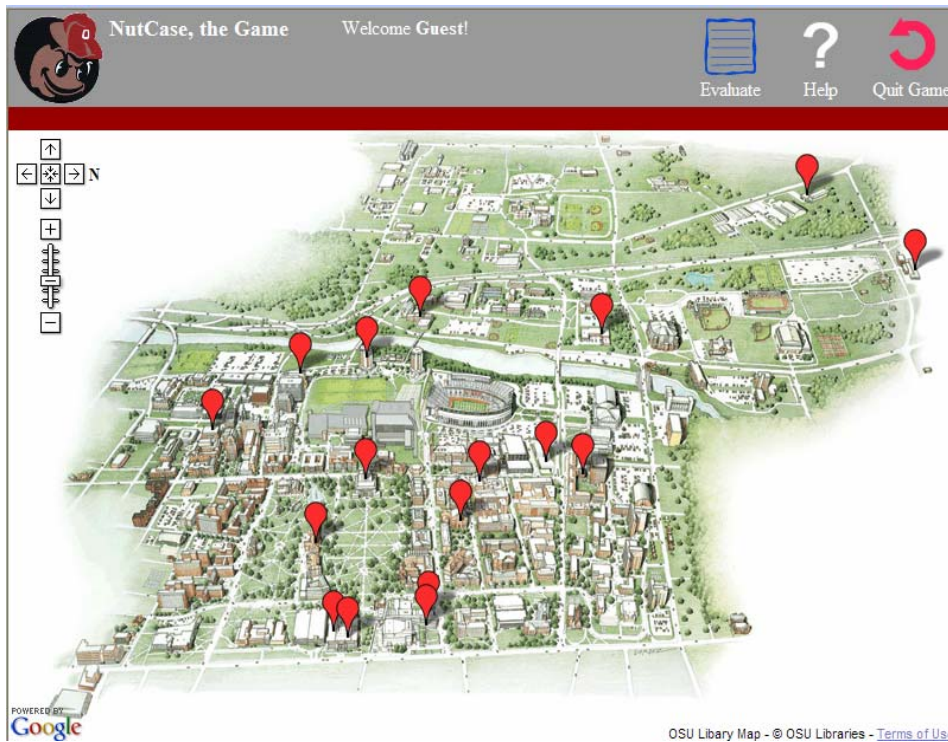 NutCase, the Game
Welcome Guest!
Evaluate
Help
Quit Game
N
POWERED BY
Google
OSU Libary Map - © OSU Libraries - Terms of Us